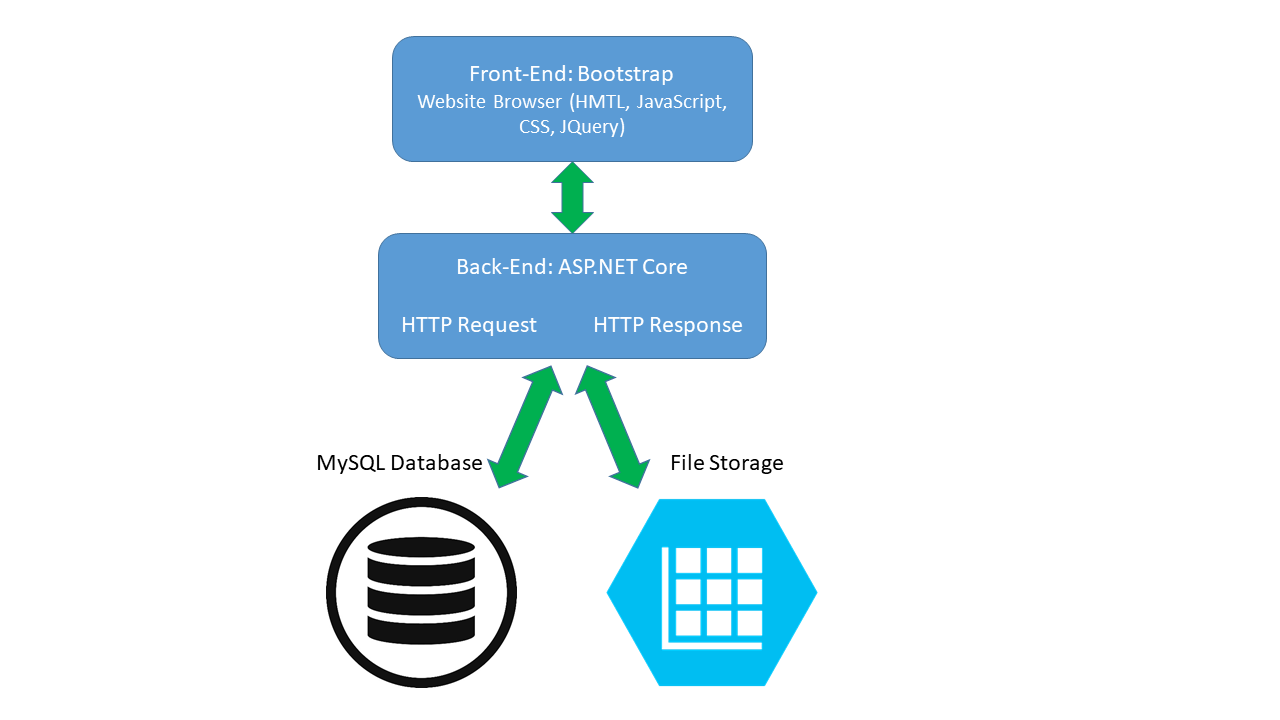 Front-End: Bootstrap
Website Browser (HMTL, JavaScript,
CSS, JQuery)
Back-End: ASP.NET Core
HTTP Request HTTP Response
MySQL Database
File Storage